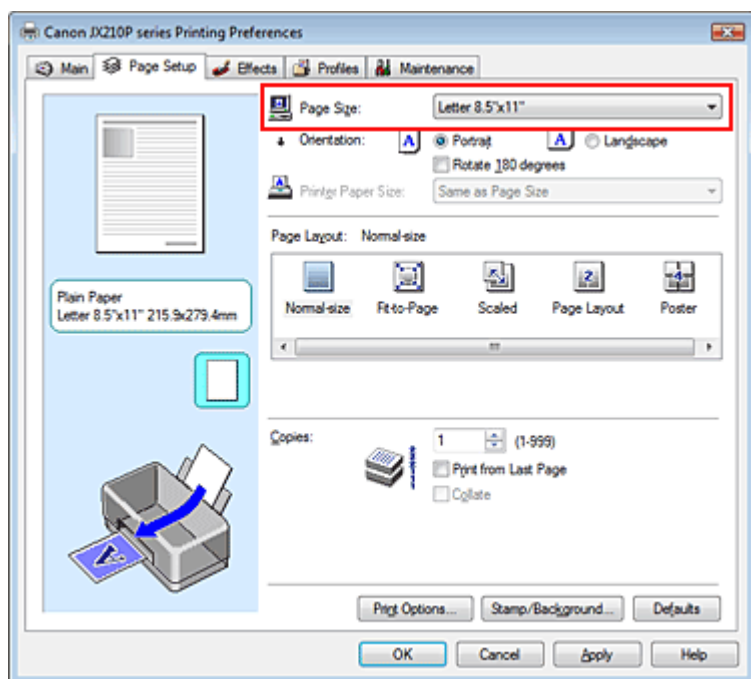 Canon JX210P series Printing Preferences
Main Page Setup Effects Profiles Maintenance
Page Size: Letter 8.5"x11"
Orientation: A Portrait A Landscape
Rotate 180 degrees
Printer Paper Size: Same as Page Size
Page Layout: Normal-size
Normal-size Fit-to-Page Scaled Page Layout Poster
Plain Paper
Letter 8.5"x11" 215.9x279.4mm
Copies: 1 (1-999)
Print from Last Page
Collate
Print Options... Stamp/Background... Defaults
OK Cancel Apply Help